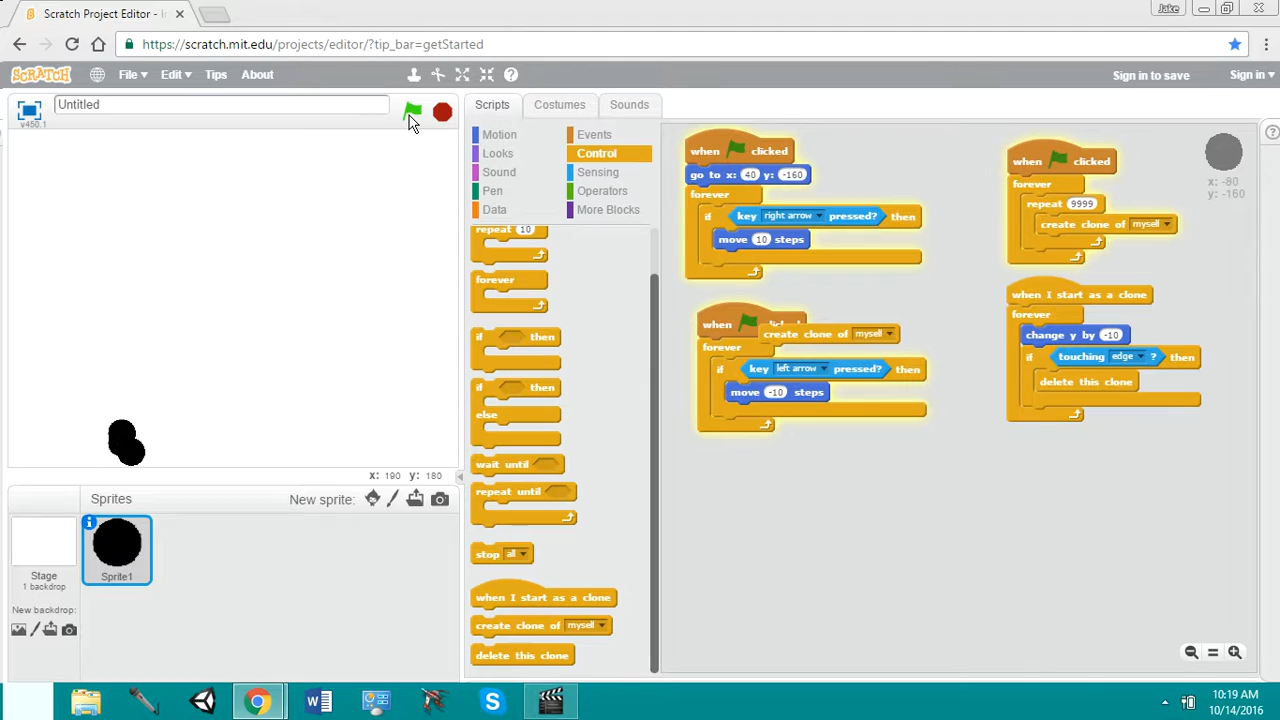 Scratch Project Editor - I
Jake
https://scratch.mit.edu/projects/editor/?tip_bar=getStarted
SCRATCH
File
Edit
Tips
About
Sign in to save
Sign in
v450.1
Untitled
Scripts
Costumes
Sounds
Motion
Events
Looks
Control
Sound
Sensing
Pen
Operators
Data
More Blocks
repeat 10
forever
if then
if then
else
wait until
repeat until
stop all
when I start as a clone
create clone of myself
delete this clone
when clicked
go to x: 40 y: -160
forever
if key right arrow pressed? then
move 10 steps
when
create clone of myself
forever
if key left arrow pressed? then
move -10 steps
when clicked
forever
repeat 9999
create clone of myself
when I start as a clone
forever
change y by -10
if touching edge ? then
delete this clone
x: -80
y: -160
x: 190 y: 180
Sprites
New sprite:
Stage
1 backdrop
New backdrop:
Sprite1
10:19 AM
10/14/2016